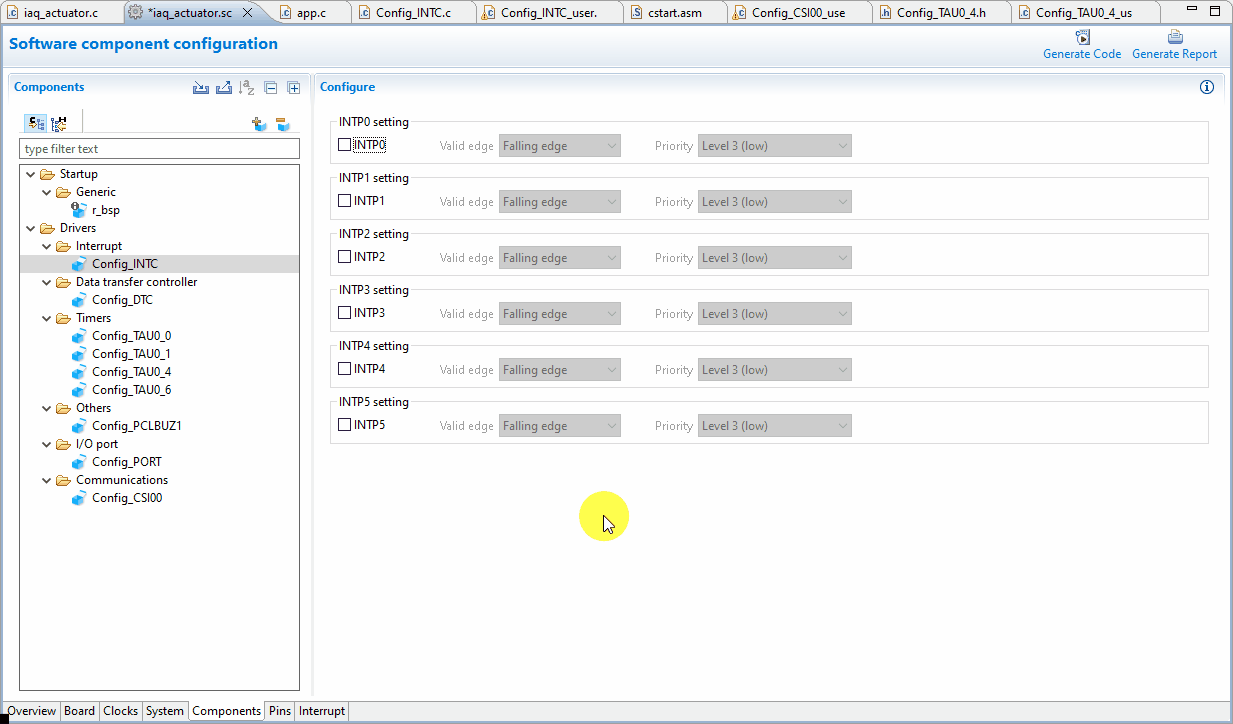 iaq_actuator.c
*iaq_actuator.sc
app.c
Config_INTC.c
Config_INTC_user.
cstart.asm
Config_CSI00_use
Config_TAU0_4.h
Config_TAU0_4_us
Software component configuration
Generate Code Generate Report
Components
type filter text
Startup
Generic
r_bsp
Drivers
Interrupt
Config_INTC
Data transfer controller
Config_DTC
Timers
Config_TAU0_0
Config_TAU0_1
Config_TAU0_4
Config_TAU0_6
Others
Config_PCLBUZ1
I/O port
Config_PORT
Communications
Config_CSI00
Configure
INTP0 setting
INTP0 Valid edge Falling edge Priority Level 3 (low)
INTP1 setting
INTP1 Valid edge Falling edge Priority Level 3 (low)
INTP2 setting
INTP2 Valid edge Falling edge Priority Level 3 (low)
INTP3 setting
INTP3 Valid edge Falling edge Priority Level 3 (low)
INTP4 setting
INTP4 Valid edge Falling edge Priority Level 3 (low)
INTP5 setting
INTP5 Valid edge Falling edge Priority Level 3 (low)
Overview Board Clocks System Components Pins Interrupt